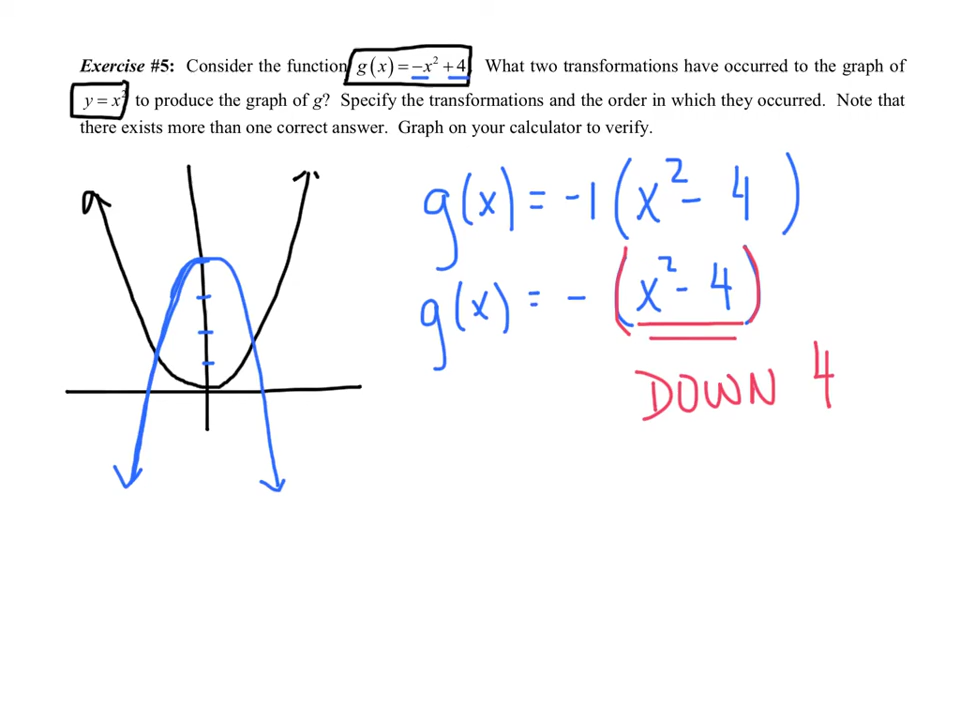 Exercise #5: Consider the function g(x) = −x² + 4. What two transformations have occurred to the graph of
y = x² to produce the graph of g? Specify the transformations and the order in which they occurred. Note that
there exists more than one correct answer. Graph on your calculator to verify.
g(x) = -1(x² - 4)
g(x) = - (x² - 4)
DOWN 4